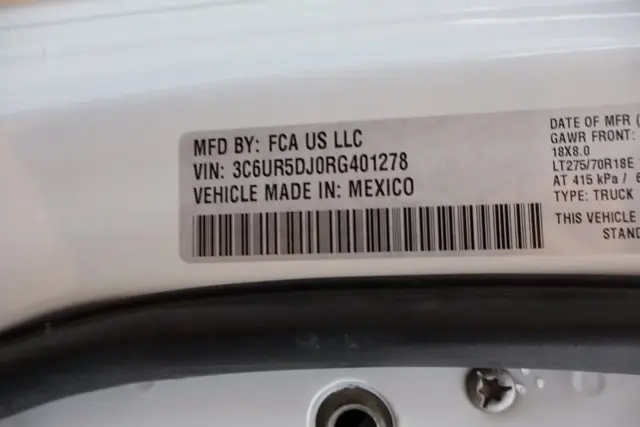 MFD BY: FCA US LLC
VIN: 3C6UR5DJ0RG401278
VEHICLE MADE IN: MEXICO
DATE OF MFR (
GAWR FRONT:
18X8.0
LT275/70R18E
AT 415 kPa /
TYPE: TRUCK
THIS VEHICLE
STAND